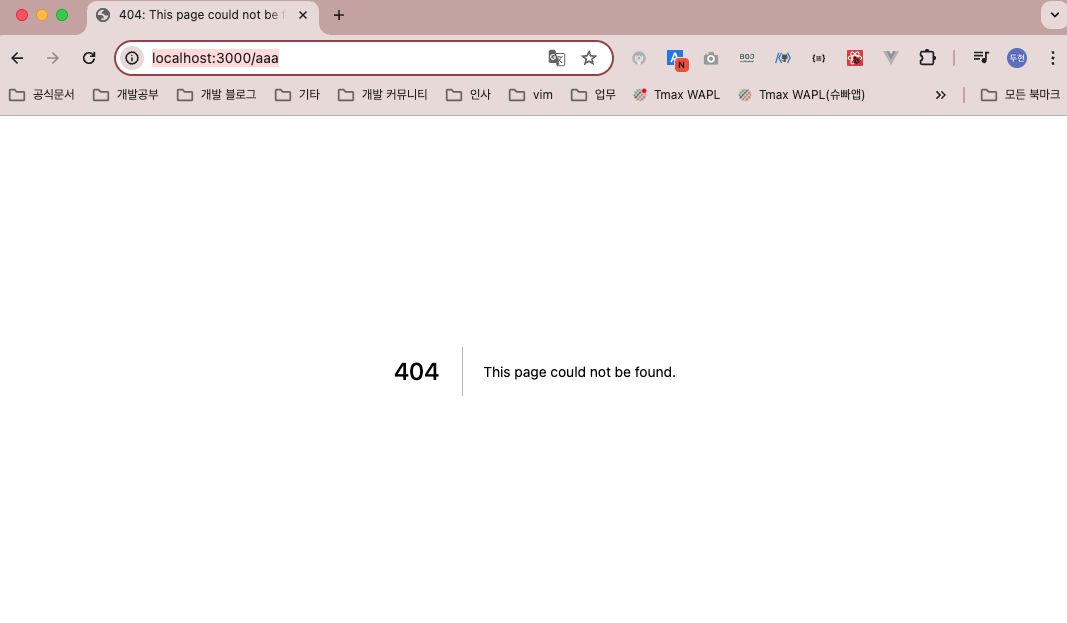 404: This page could not be f
localhost:3000/aaa
N
두현
공식문서 개발공부 개발 블로그 기타 개발 커뮤니티 인사 vim 업무 Tmax WAPL Tmax WAPL(슈빠앱) 모든 북마크
404 This page could not be found.